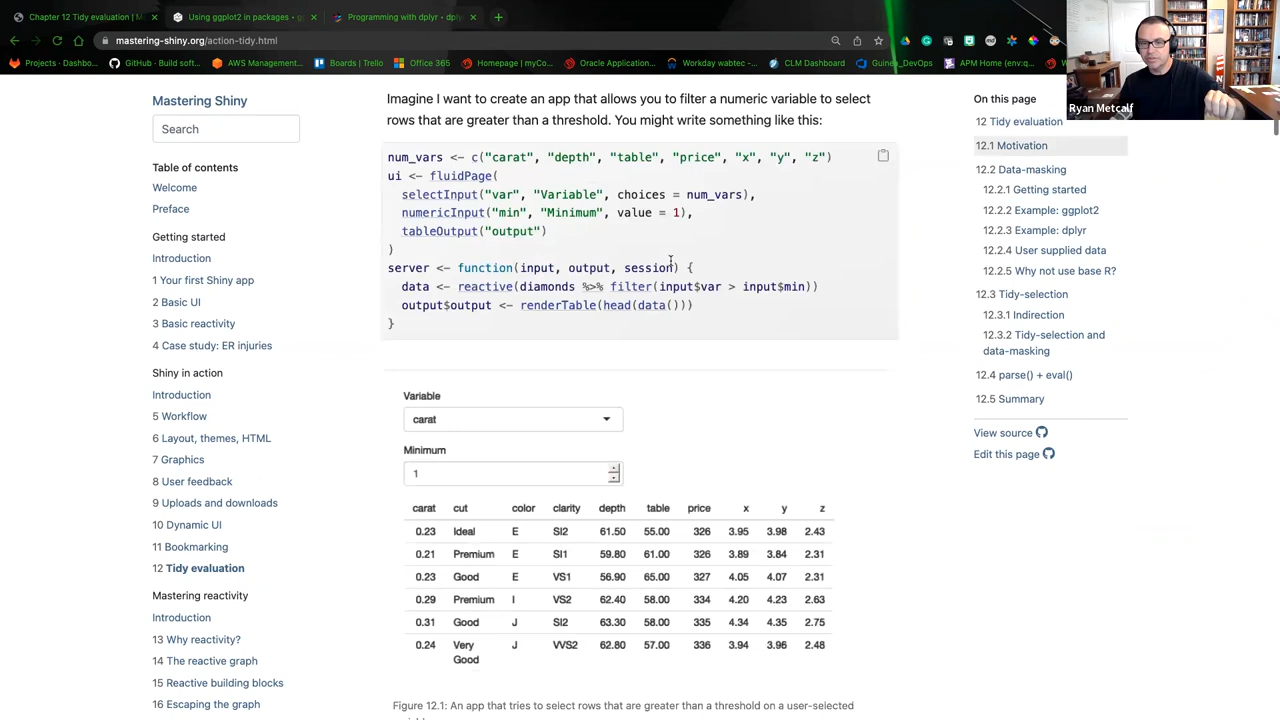 Chapter 12 Tidy evaluation | M
Using ggplot2 in packages • g
Programming with dplyr • dply
mastering-shiny.org/action-tidy.html
Projects - Dashbo...
GitHub - Build soft...
AWS Management...
Boards | Trello
Office 365
Homepage | myCo...
Oracle Application...
Workday wabtec -...
CLM Dashboard
Guinea_DevOps
APM Home (env:q...
Ryan Metcalf
Mastering Shiny
Search
Table of contents
Welcome
Preface
Getting started
Introduction
1 Your first Shiny app
2 Basic UI
3 Basic reactivity
4 Case study: ER injuries
Shiny in action
Introduction
5 Workflow
6 Layout, themes, HTML
7 Graphics
8 User feedback
9 Uploads and downloads
10 Dynamic UI
11 Bookmarking
12 Tidy evaluation
Mastering reactivity
Introduction
13 Why reactivity?
14 The reactive graph
15 Reactive building blocks
16 Escaping the graph
Imagine I want to create an app that allows you to filter a numeric variable to select
rows that are greater than a threshold. You might write something like this:
num_vars <- c("carat", "depth", "table", "price", "x", "y", "z")
ui <- fluidPage(
selectInput("var", "Variable", choices = num_vars),
numericInput("min", "Minimum", value = 1),
tableOutput("output")
)
server <- function(input, output, session) {
data <- reactive(diamonds %>% filter(input$var > input$min))
output$output <- renderTable(head(data()))
}
Variable
carat
Minimum
1
carat cut color clarity depth table price x y z
0.23 Ideal E SI2 61.50 55.00 326 3.95 3.98 2.43
0.21 Premium E SI1 59.80 61.00 326 3.89 3.84 2.31
0.23 Good E VS1 56.90 65.00 327 4.05 4.07 2.31
0.29 Premium I VS2 62.40 58.00 334 4.20 4.23 2.63
0.31 Good J SI2 63.30 58.00 335 4.34 4.35 2.75
0.24 Very J VVS2 62.80 57.00 336 3.94 3.96 2.48
Good
Figure 12.1: An app that tries to select rows that are greater than a threshold on a user-selected
On this page
12 Tidy evaluation
12.1 Motivation
12.2 Data-masking
12.2.1 Getting started
12.2.2 Example: ggplot2
12.2.3 Example: dplyr
12.2.4 User supplied data
12.2.5 Why not use base R?
12.3 Tidy-selection
12.3.1 Indirection
12.3.2 Tidy-selection and
data-masking
12.4 parse() + eval()
12.5 Summary
View source
Edit this page